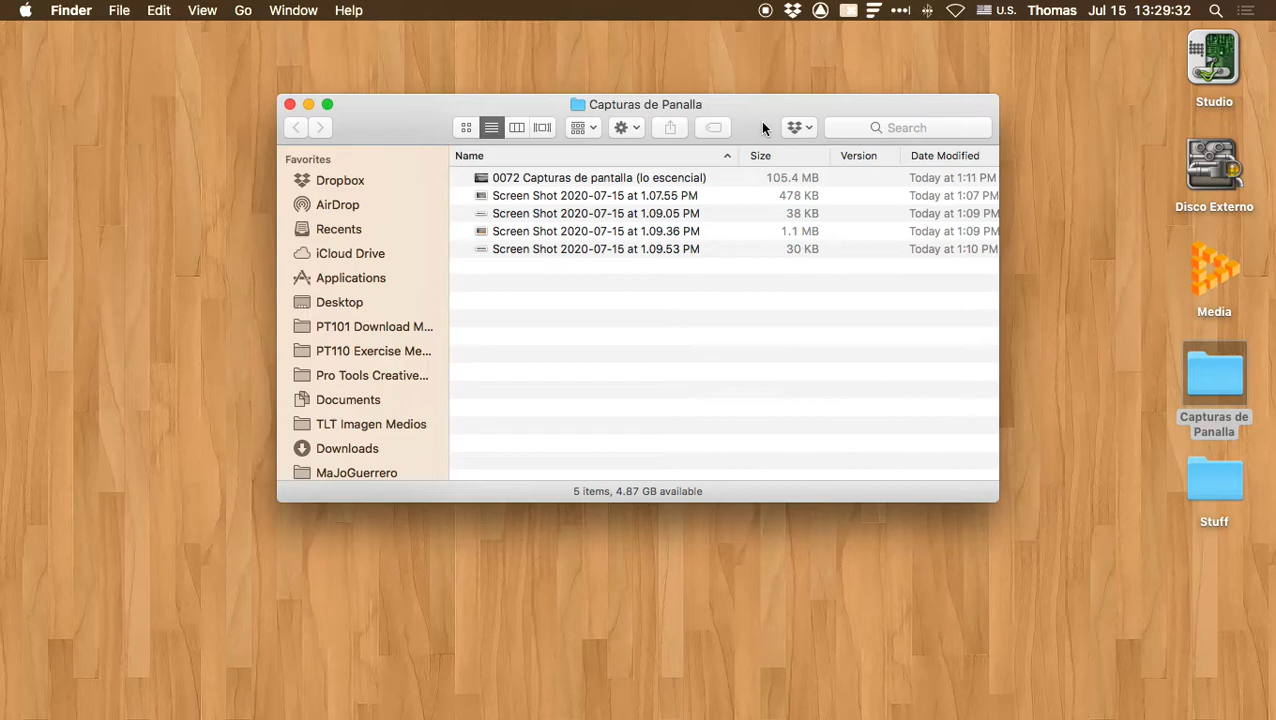 Finder File Edit View Go Window Help U.S. Thomas Jul 15 13:29:32
Capturas de Panalla
Search
Favorites
Dropbox
AirDrop
Recents
iCloud Drive
Applications
Desktop
PT101 Download M...
PT110 Exercise Me...
Pro Tools Creative...
Documents
TLT Imagen Medios
Downloads
MaJoGuerrero
Name Size Version Date Modified
0072 Capturas de pantalla (lo escencial) 105.4 MB Today at 1:11 PM
Screen Shot 2020-07-15 at 1.07.55 PM 478 KB Today at 1:07 PM
Screen Shot 2020-07-15 at 1.09.05 PM 38 KB Today at 1:09 PM
Screen Shot 2020-07-15 at 1.09.36 PM 1.1 MB Today at 1:09 PM
Screen Shot 2020-07-15 at 1.09.53 PM 30 KB Today at 1:10 PM
5 items, 4.87 GB available
Studio
Disco Externo
Media
Capturas de
Panalla
Stuff